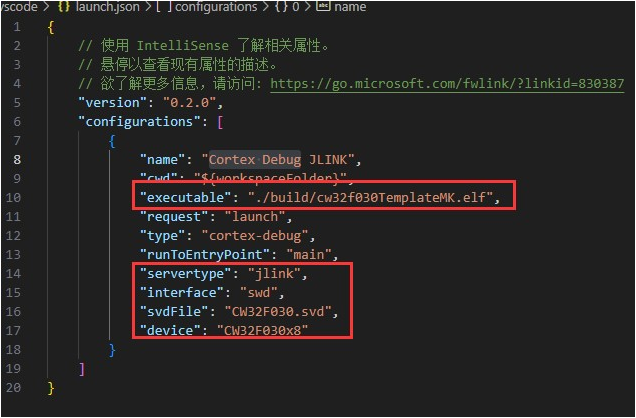 vscode > {} launch.json > [ ] configurations > {} 0 > abc name
1 {
2 // 使用 IntelliSense 了解相关属性。
3 // 悬停以查看现有属性的描述。
4 // 欲了解更多信息，请访问: https://go.microsoft.com/fwlink/?linkid=830387
5 "version": "0.2.0",
6 "configurations": [
7 {
8 "name": "Cortex-Debug JLINK",
9 "cwd": "${workspaceFolder}",
10 "executable": "./build/cw32f030TemplateMK.elf",
11 "request": "launch",
12 "type": "cortex-debug",
13 "runToEntryPoint": "main",
14 "servertype": "jlink",
15 "interface": "swd",
16 "svdFile": "CW32F030.svd",
17 "device": "CW32F030x8"
18 }
19 ]
20 }